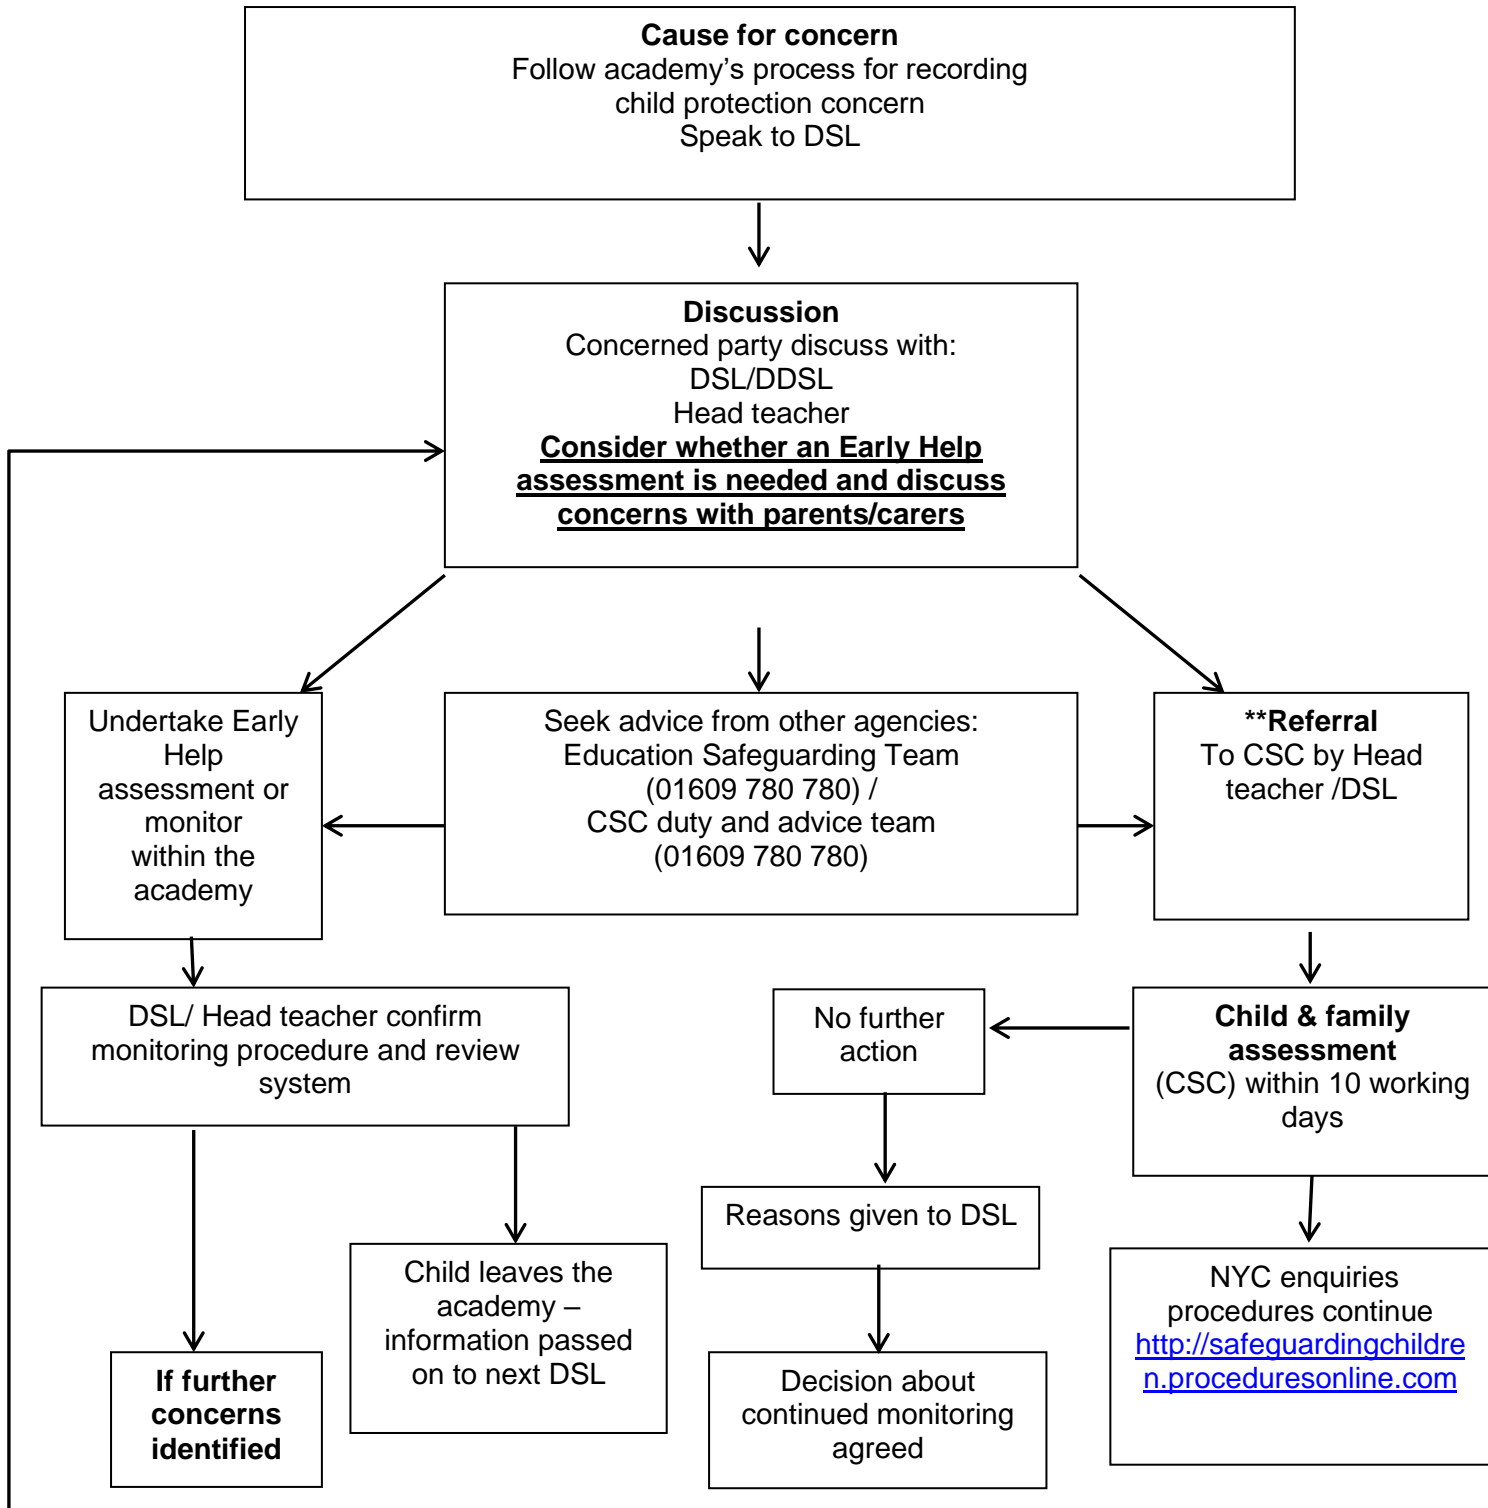 Cause for concern
Follow academy's process for recording
child protection concern
Speak to DSL
Discussion
Concerned party discuss with:
DSL/DDSL
Head teacher
Consider whether an Early Help
assessment is needed and discuss
concerns with parents/carers
Undertake Early
Help
assessment or
monitor
within the
academy
Seek advice from other agencies:
Education Safeguarding Team
(01609 780 780) /
CSC duty and advice team
(01609 780 780)
**Referral
To CSC by Head
teacher /DSL
DSL/ Head teacher confirm
monitoring procedure and review
system
No further
action
Child & family
assessment
(CSC) within 10 working
days
Reasons given to DSL
Child leaves the
academy –
information passed
on to next DSL
NYC enquiries
procedures continue
http://safeguardingchildre
n.proceduresonline.com
If further
concerns
identified
Decision about
continued monitoring
agreed